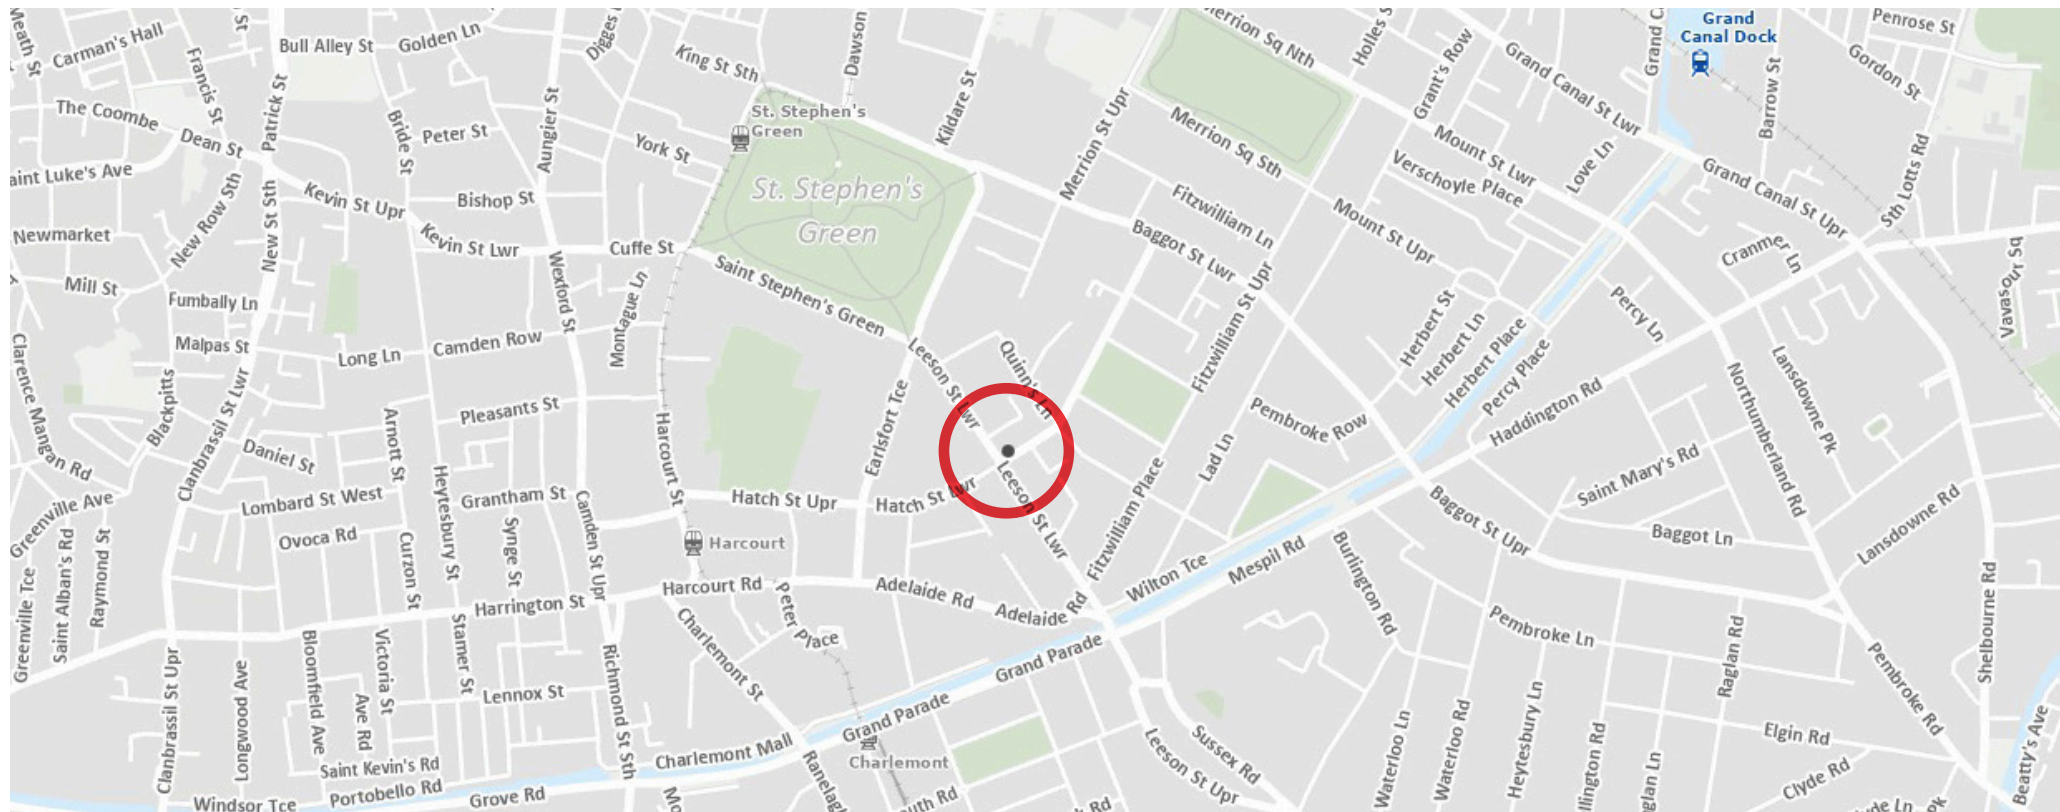 Meath St
Carman's Hall
Francis St
Bull Alley St
Golden Ln
Digges
King St Sth
Dawson
Kildare St
Merrion Sq Nth
Holles S
Grant's Row
Grand Canal St Lwr
Grand C
Grand
Canal Dock
Barrow St
Penrose St
Gordon St
The Coombe
Dean St
Patrick St
Bride St
Peter St
Aungier St
York St
St. Stephen's
Green
Merrion St Upr
Merrion Sq Sth
Mount St Lwr
Verschoyle Place
Love Ln
Grand Canal St Upr
Sth Lotts Rd
aint Luke's Ave
New Row Sth
New St Sth
Kevin St Upr
Bishop St
Kevin St Lwr
Cuffe St
St. Stephen's
Green
Fitzwilliam Ln
Mount St Upr
Baggot St Lwr
Cranmer Ln
Vavasour Sq
Newmarket
Mill St
Fumbally Ln
Wexford St
Montague Ln
Saint Stephen's Green
Fitzwilliam St Upr
Herbert St
Herbert Ln
Herbert Place
Percy Place
Percy Ln
Malpas St
Long Ln
Camden Row
Leeson St Lwr
Quinn's Ln
Clarence Mangan Rd
Blackpitts
Clanbrassil St Lwr
Arnott St
Pleasants St
Harcourt St
Earlsfort Tce
Pembroke Row
Lad Ln
Haddington Rd
Northumberland Rd
Lansdowne Pk
Daniel St
Lombard St West
Heytesbury St
Grantham St
Camden St Upr
Hatch St Upr
Hatch St Lwr
Leeson St Lwr
Fitzwilliam Place
Saint Mary's Rd
Baggot St Upr
Baggot Ln
Lansdowne Rd
Greenville Ave
Greenville Tce
Saint Alban's Rd
Raymond St
Ovoca Rd
Curzon St
Synge St
Harcourt
Wilton Tce
Mespil Rd
Burlington Rd
Shelbourne Rd
Harrington St
Harcourt Rd
Peter Place
Adelaide Rd
Adelaide Rd
Pembroke Ln
Raglan Rd
Pembroke Rd
Clanbrassil St Upr
Longwood Ave
Bloomfield Ave
Victoria St
Ave Rd
Stamer St
Lennox St
Richmond St Sth
Charlemont St
Grand Parade
Grand Parade
Leeson St Upr
Sussex Rd
Waterloo Ln
Waterloo Rd
Heytesbury Ln
llington Rd
glan Ln
Elgin Rd
Clyde Rd
Beatty's Ave
Saint Kevin's Rd
Portobello Rd
Windsor Tce
Grove Rd
Charlemont Mall
Charlemont
Ranelagh
outh Rd
k Rd
yde Ln